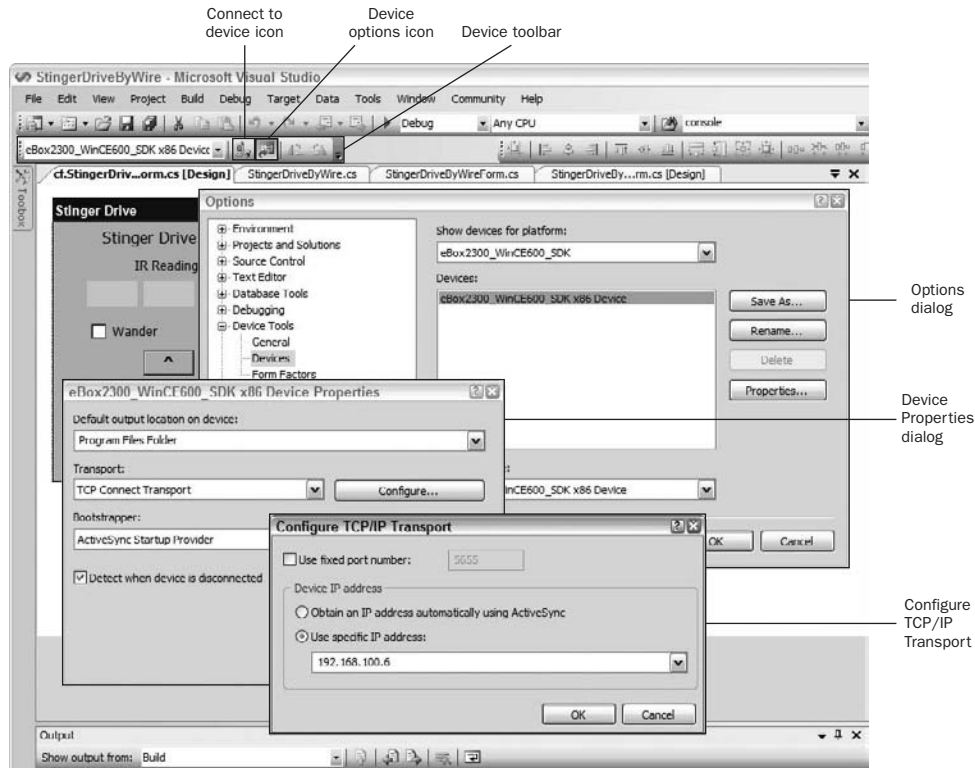 Connect to
device icon
Device
options icon
Device toolbar
StingerDriveByWire - Microsoft Visual Studio
File Edit View Project Build Debug Target Data Tools Window Community Help
Debug Any CPU console
eBox2300_WinCE600_SDK x86 Device
Toolbox
cf.StingerDriv...orm.cs [Design] StingerDriveByWire.cs StingerDriveByWireForm.cs StingerDriveBy...rm.cs [Design]
Stinger Drive
Stinger Drive
IR Reading
Wander
^
Options
Environment
Projects and Solutions
Source Control
Text Editor
Database Tools
Debugging
Device Tools
General
Devices
Form Factors
Show devices for platform:
eBox2300_WinCE600_SDK
Devices:
eBox2300_WinCE600_SDK x86 Device
Save As...
Rename...
Delete
Properties...
inCE600_SDK x86 Device
OK Cancel
Options
dialog
eBox2300_WinCE600_SDK x86 Device Properties
Default output location on device:
Program Files Folder
Transport:
TCP Connect Transport
Configure...
Bootstrapper:
ActiveSync Startup Provider
Detect when device is disconnected
Device
Properties
dialog
Configure TCP/IP Transport
Use fixed port number: 5655
Device IP address
Obtain an IP address automatically using ActiveSync
Use specific IP address:
192.168.100.6
OK Cancel
Configure
TCP/IP
Transport
Output
Show output from: Build